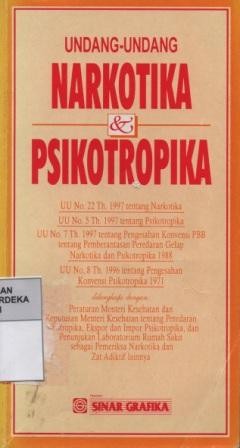 UNDANG-UNDANG
NARKOTIKA
&
PSIKOTROPIKA
UU No. 22 Th. 1997 tentang Narkotika
UU No. 5 Th. 1997 tentang Psikotropika
UU No. 7 Th. 1997 tentang Pengesahan Konvensi PBB
tentang Pemberantasan Peredaran Gelap
Narkotika dan Psikotropika 1988
UU No. 8 Th. 1996 tentang Pengesahan
Konvensi Psikotropika 1971
dilengkapi dengan:
Peraturan Menteri Kesehatan dan
Keputusan Menteri Kesehatan tentang Peredaran
otropika, Ekspor dan Impor Psikotropika, dan
Penunjukan Laboratorium Rumah Sakit
sebagai Pemeriksa Narkotika dan
Zat Adiktif lainnya
AN
RDEKA
SINAR GRAFIKA